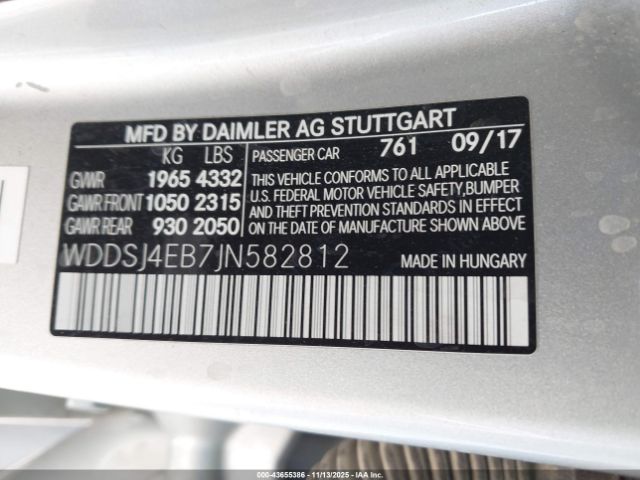 MFD BY DAIMLER AG STUTTGART
KG LBS
GVWR 1965 4332
GAWR FRONT 1050 2315
GAWR REAR 930 2050
PASSENGER CAR 761 09/17
THIS VEHICLE CONFORMS TO ALL APPLICABLE
U.S. FEDERAL MOTOR VEHICLE SAFETY,BUMPER
AND THEFT PREVENTION STANDARDS IN EFFECT
ON THE DATE OF MANUFACTURE SHOWN ABOVE
WDDSJ4EB7JN582812 MADE IN HUNGARY
000-43655386 - 11/13/2025 - IAA Inc.